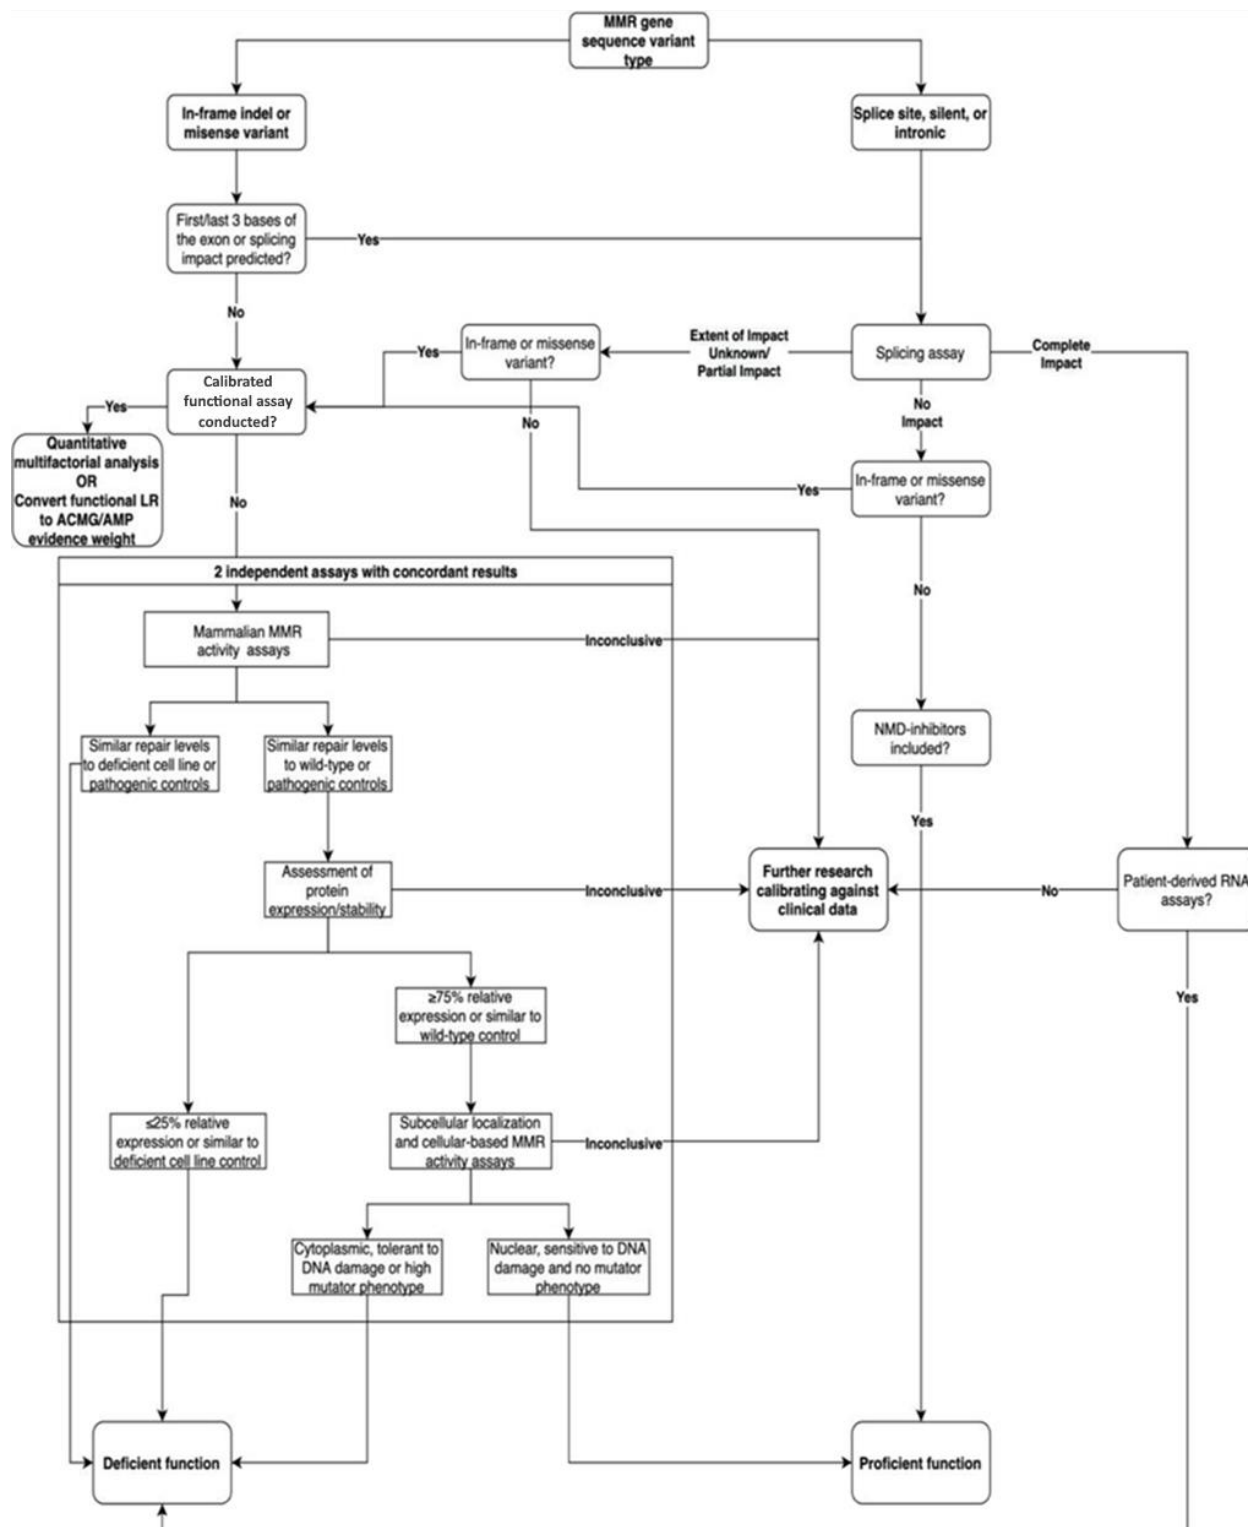 MMR gene
sequence variant
type
In-frame indel or
misense variant
Splice site, silent, or
intronic
First/last 3 bases of
the exon or splicing
impact predicted?
Yes
No
In-frame or missense
variant?
Extent of Impact
Unknown/
Partial Impact
Splicing assay
Complete
Impact
Yes
No
No
Impact
Calibrated
functional assay
conducted?
Yes
No
Quantitative
multifactorial analysis
OR
Convert functional LR
to ACMG/AMP
evidence weight
In-frame or missense
variant?
Yes
No
2 independent assays with concordant results
Mammalian MMR
activity assays
Inconclusive
Similar repair levels
to deficient cell line or
pathogenic controls
Similar repair levels
to wild-type or
pathogenic controls
NMD-inhibitors
included?
Yes
Assessment of
protein
expression/stability
Inconclusive
Further research
calibrating against
clinical data
No
Patient-derived RNA
assays?
Yes
≥75% relative
expression or similar to
wild-type control
≤25% relative
expression or similar to
deficient cell line control
Subcellular localization
and cellular-based MMR
activity assays
Inconclusive
Cytoplasmic, tolerant to
DNA damage or high
mutator phenotype
Nuclear, sensitive to DNA
damage and no mutator
phenotype
Deficient function
Proficient function